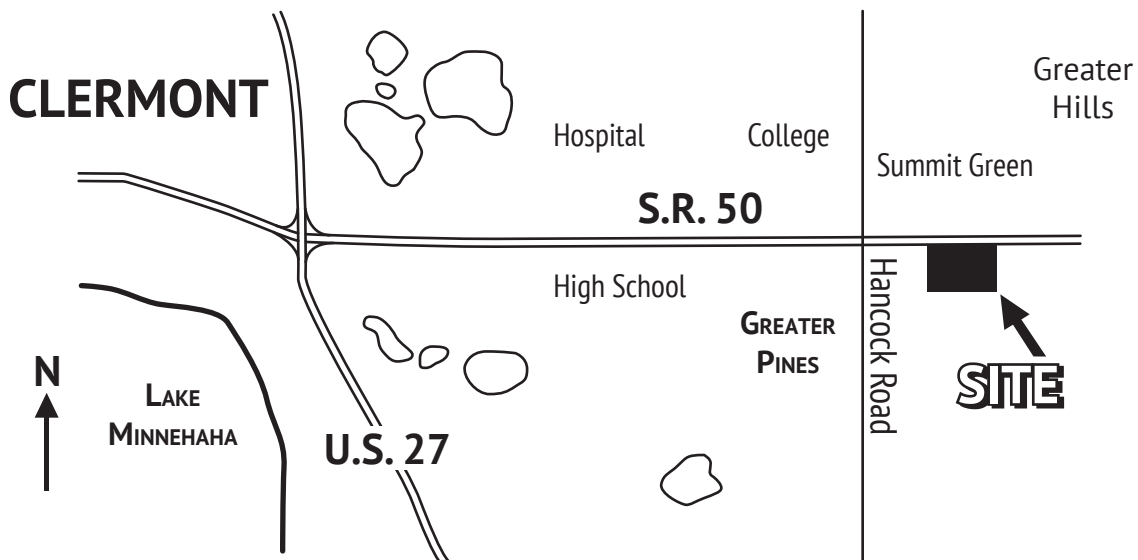 CLERMONT
Greater
Hills
Hospital
College
Summit Green
S.R. 50
High School
Hancock Road
GREATER
PINES
SITE
N
LAKE
MINNEHAHA
U.S. 27